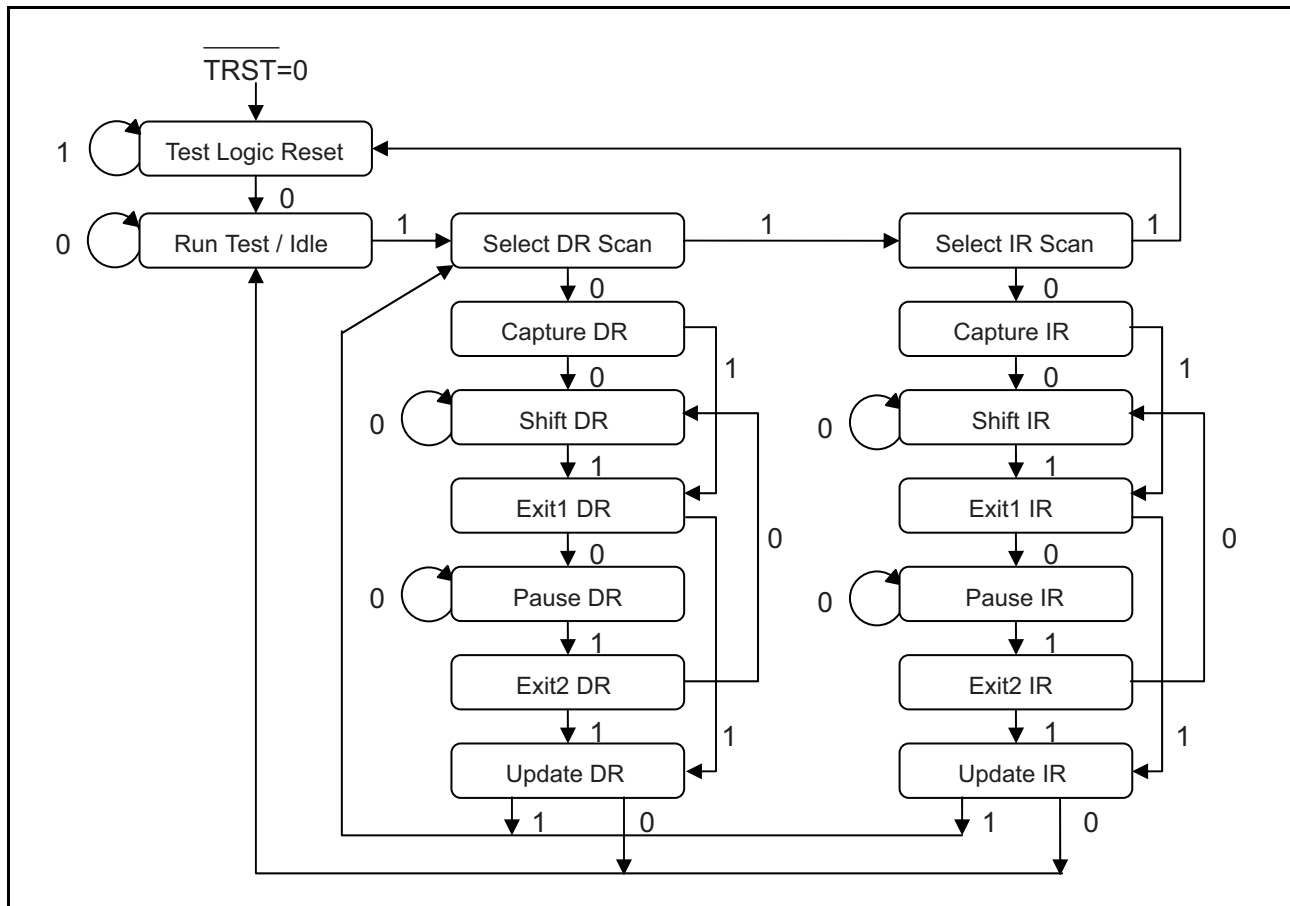 TRST=0
1 Test Logic Reset
0
0 Run Test / Idle 1 Select DR Scan 1 Select IR Scan 1
0 0
Capture DR Capture IR
0 1 0 1
0 Shift DR 0 Shift IR
1 1
Exit1 DR Exit1 IR
0 0 0 0
0 Pause DR 0 Pause IR
1 1
Exit2 DR Exit2 IR
1 1 1 1
Update DR Update IR
1 0 1 0